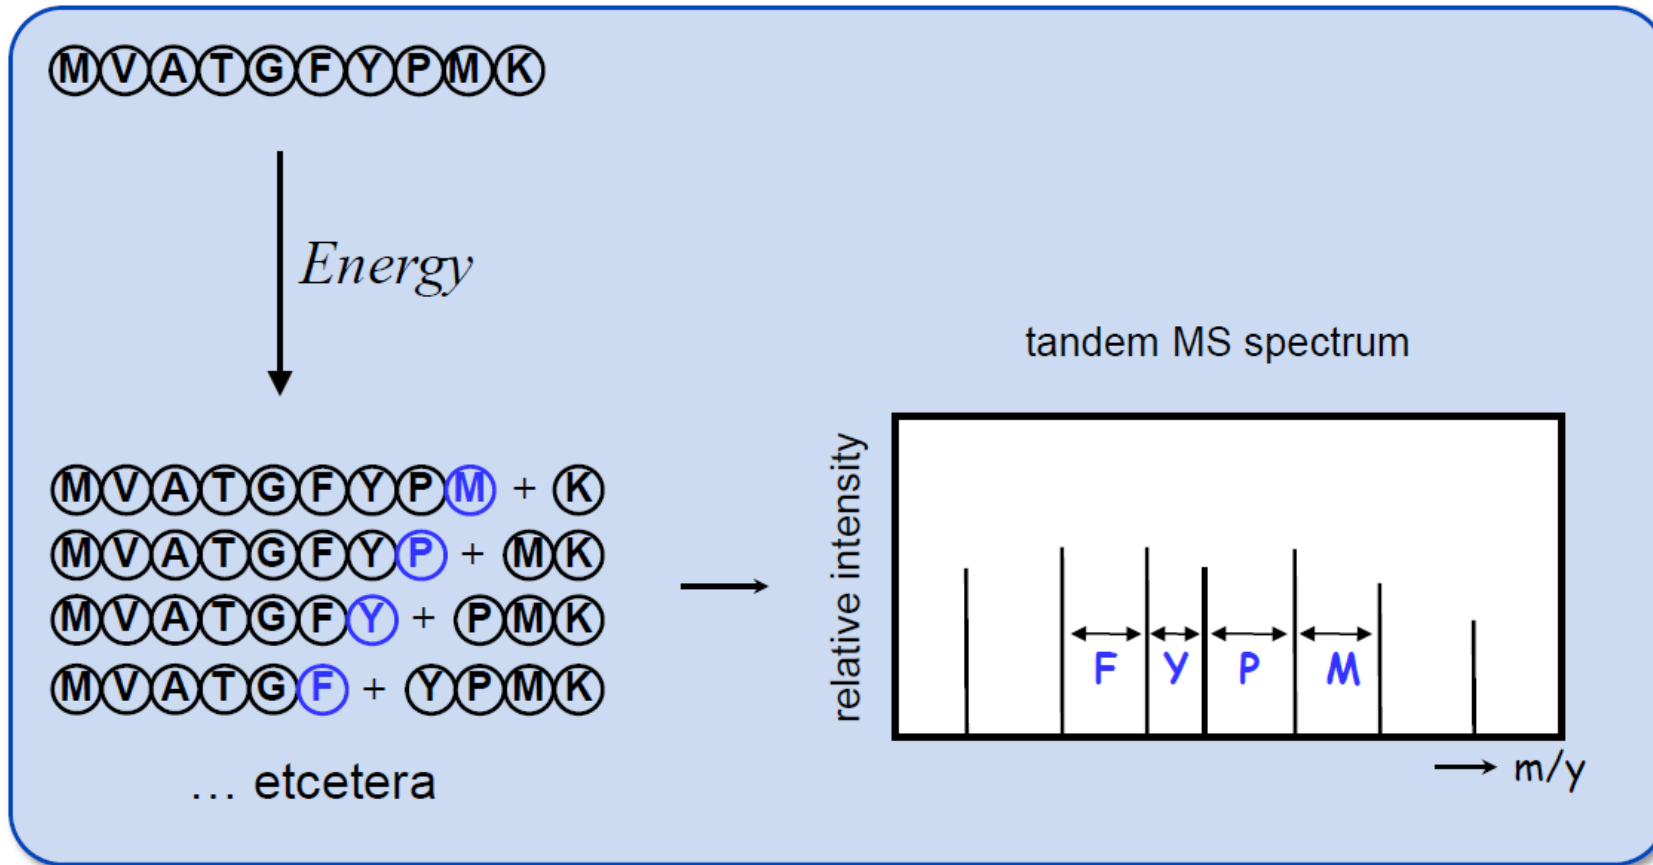 MVATGFYPMK
Energy
MVATGFYPM + K
MVATGFYP + MK
MVATGFY + PMK
MVATGF + YPMK
... etcetera
tandem MS spectrum
relative intensity
F Y P M
m/y